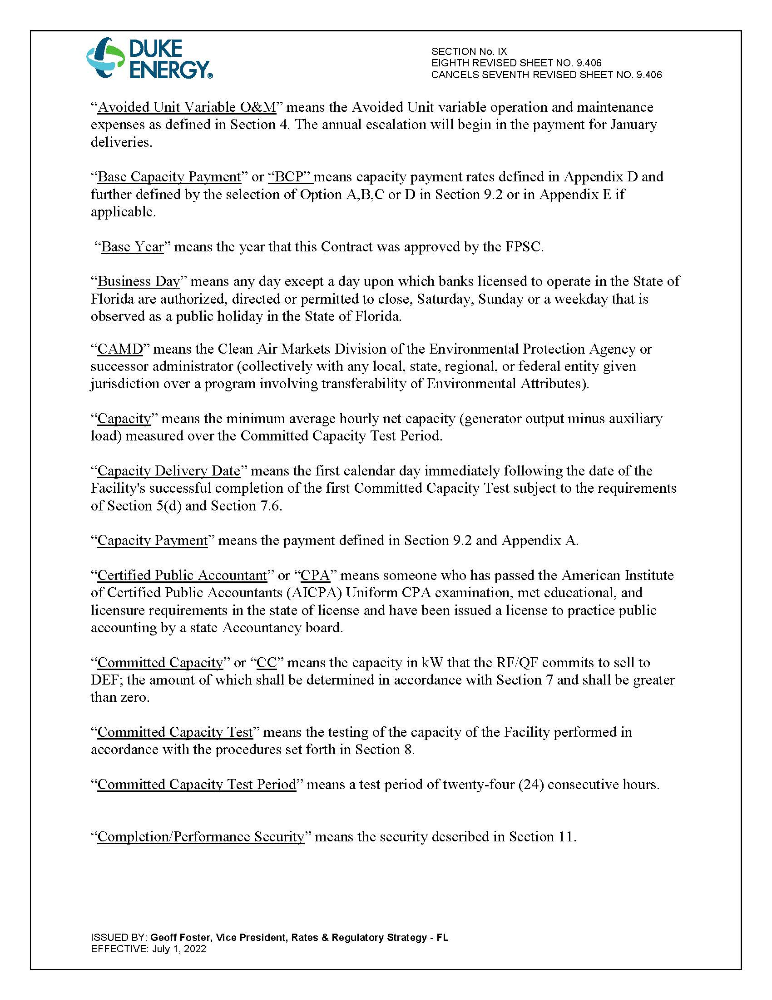 DUKE
ENERGY®
SECTION No. IX
EIGHTH REVISED SHEET NO. 9.406
CANCELS SEVENTH REVISED SHEET NO. 9.406
“Avoided Unit Variable O&M” means the Avoided Unit variable operation and maintenance
expenses as defined in Section 4. The annual escalation will begin in the payment for January
deliveries.
“Base Capacity Payment” or “BCP” means capacity payment rates defined in Appendix D and
further defined by the selection of Option A,B,C or D in Section 9.2 or in Appendix E if
applicable.
“Base Year” means the year that this Contract was approved by the FPSC.
“Business Day” means any day except a day upon which banks licensed to operate in the State of
Florida are authorized, directed or permitted to close, Saturday, Sunday or a weekday that is
observed as a public holiday in the State of Florida.
“CAMD” means the Clean Air Markets Division of the Environmental Protection Agency or
successor administrator (collectively with any local, state, regional, or federal entity given
jurisdiction over a program involving transferability of Environmental Attributes).
“Capacity” means the minimum average hourly net capacity (generator output minus auxiliary
load) measured over the Committed Capacity Test Period.
“Capacity Delivery Date” means the first calendar day immediately following the date of the
Facility's successful completion of the first Committed Capacity Test subject to the requirements
of Section 5(d) and Section 7.6.
“Capacity Payment” means the payment defined in Section 9.2 and Appendix A.
“Certified Public Accountant” or “CPA” means someone who has passed the American Institute
of Certified Public Accountants (AICPA) Uniform CPA examination, met educational, and
licensure requirements in the state of license and have been issued a license to practice public
accounting by a state Accountancy board.
“Committed Capacity” or “CC” means the capacity in kW that the RF/QF commits to sell to
DEF; the amount of which shall be determined in accordance with Section 7 and shall be greater
than zero.
“Committed Capacity Test” means the testing of the capacity of the Facility performed in
accordance with the procedures set forth in Section 8.
“Committed Capacity Test Period” means a test period of twenty-four (24) consecutive hours.
“Completion/Performance Security” means the security described in Section 11.
ISSUED BY: Geoff Foster, Vice President, Rates & Regulatory Strategy - FL
EFFECTIVE: July 1, 2022